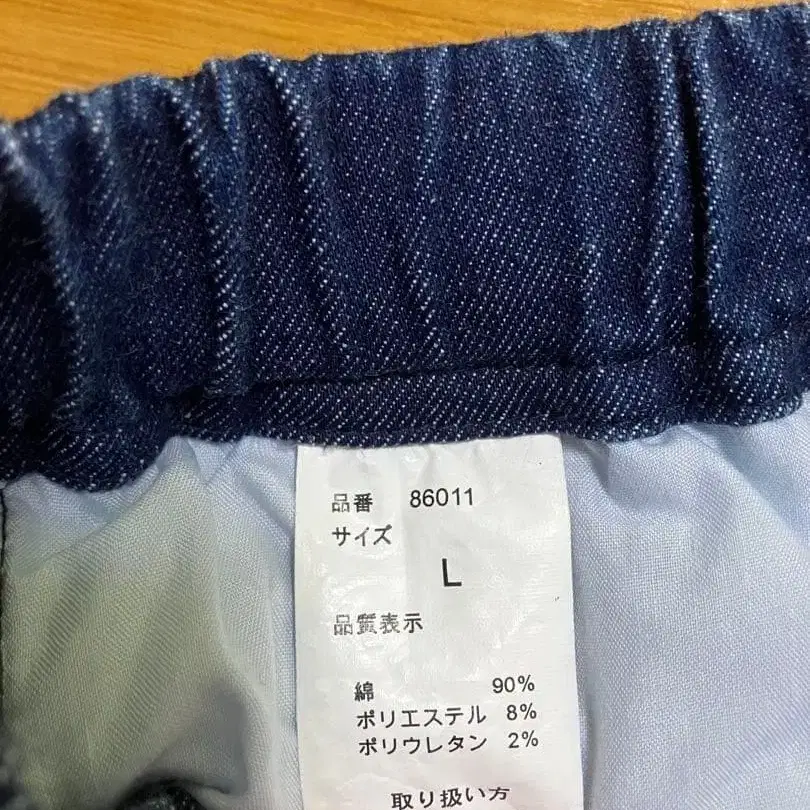 品番 86011
サイズ
L
品質表示
綿 90%
ポリエステル 8%
ポリウレタン 2%
取り扱い方